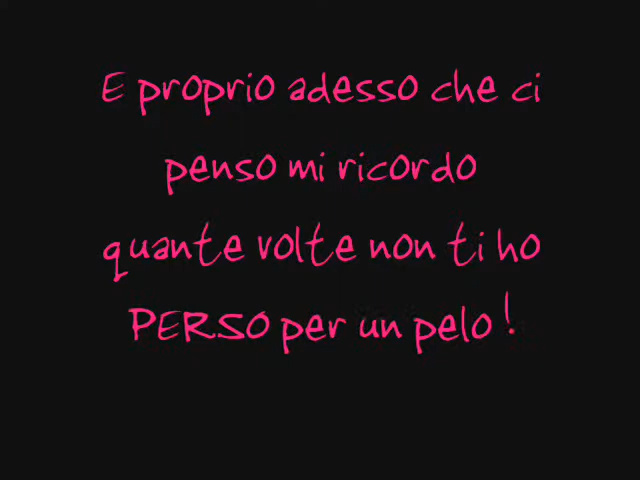 E proprio adesso che ci
penso mi ricordo
quante volte non ti ho
PERSO per un pelo!